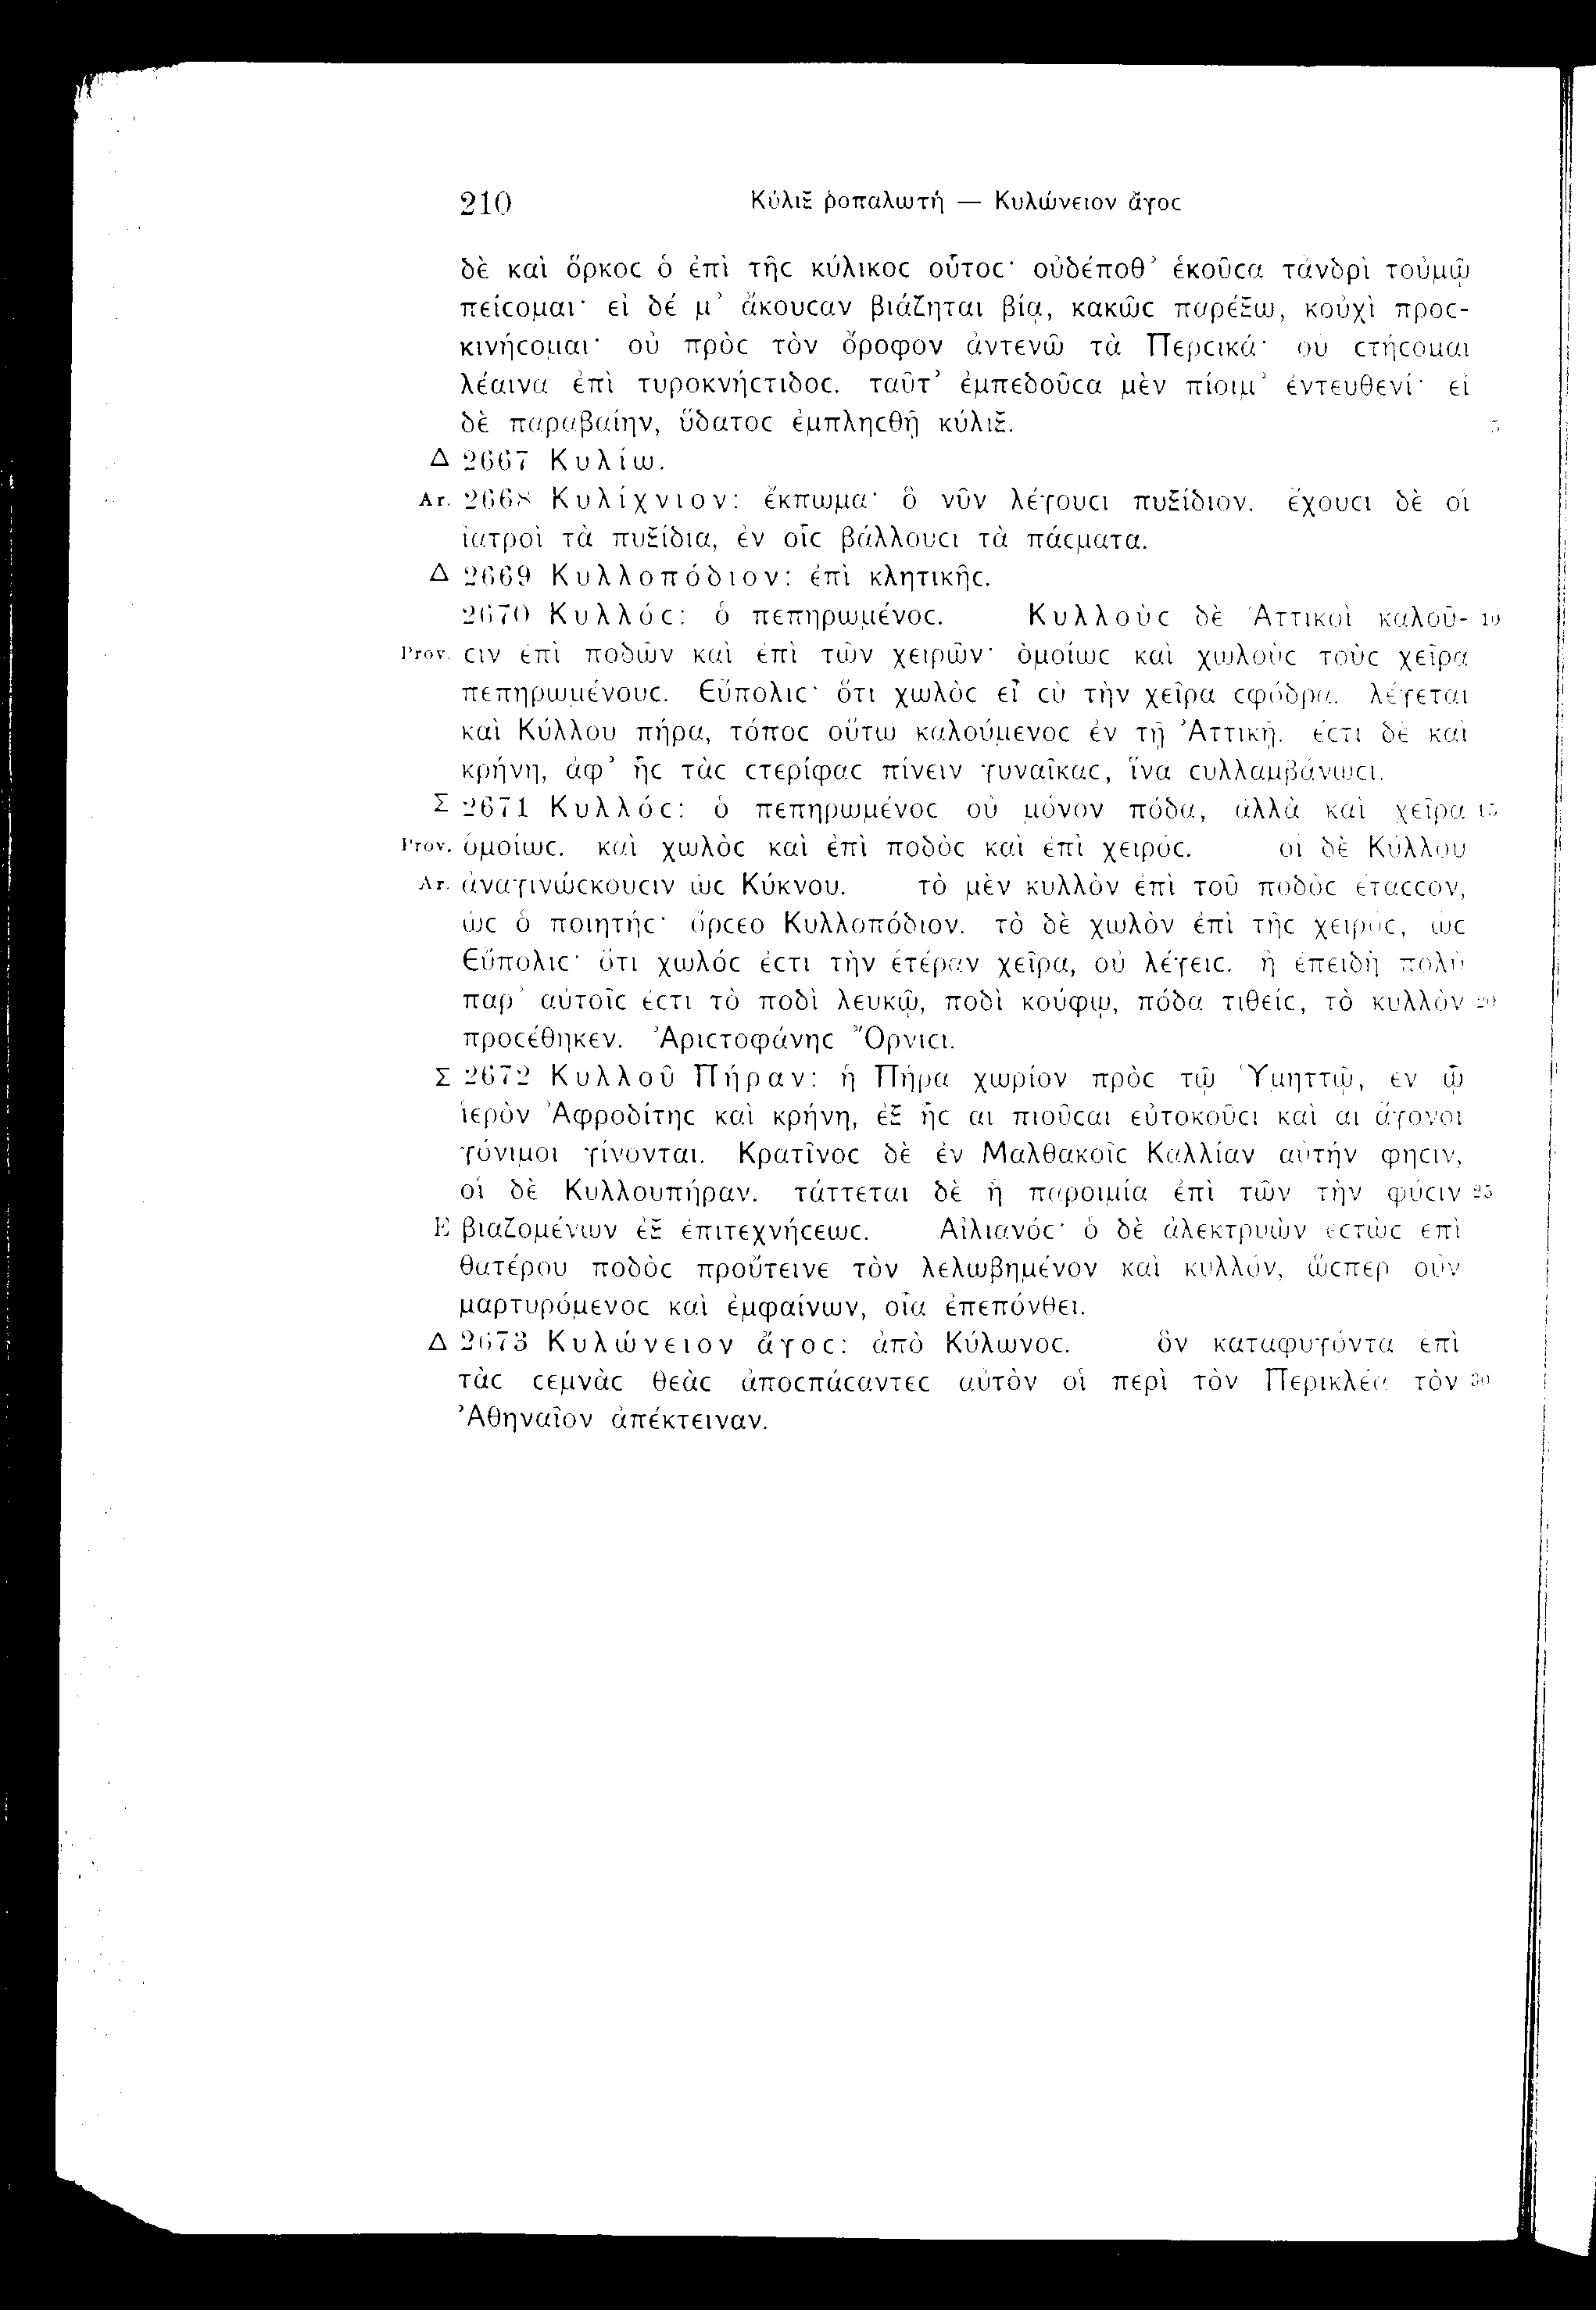 210 Κύλιξ ῥοπαλωτή — Κυλώνειον ἄγοϲ
δὲ καὶ ὅρκοϲ ὁ ἐπὶ τῆϲ κύλικοϲ οὗτοϲ· οὐδέποθ’ ἑκοῦϲα τἀνδρὶ τοὐμῷ
πείϲομαι· εἰ δέ μ’ ἄκουϲαν βιάζηται βίᾳ, κακῶϲ παρέξω, κοὐχὶ προϲ-
κινήϲομαι· οὐ πρὸϲ τὸν ὄροφον ἀντενῶ τὰ Περϲικά· οὐ ϲτήϲομαι
λέαινα ἐπὶ τυροκνήϲτιδοϲ. ταῦτ’ ἐμπεδοῦϲα μὲν πίοιμ’ ἐντευθενί· εἰ
δὲ παραβαίην, ὕδατοϲ ἐμπληϲθῇ κύλιξ. 5
Δ 2667 Κυλίω.
Ar. 2668 Κυλίχνιον: ἔκπωμα· ὃ νῦν λέγουϲι πυξίδιον. ἔχουϲι δὲ οἱ
ἰατροὶ τὰ πυξίδια, ἐν οἷϲ βάλλουϲι τὰ πάϲματα.
Δ 2669 Κυλλοπόδιον: ἐπὶ κλητικῆϲ.
2670 Κυλλόϲ: ὁ πεπηρωμένοϲ. Κυλλοὺϲ δὲ Ἀττικοὶ καλοῦ- 10
Prov. ϲιν ἐπὶ ποδῶν καὶ ἐπὶ τῶν χειρῶν· ὁμοίωϲ καὶ χωλοὺϲ τοὺϲ χεῖρα
πεπηρωμένουϲ. Εὔπολιϲ· ὅτι χωλὸϲ εἶ ϲὺ τὴν χεῖρα ϲφόδρα. λέγεται
καὶ Κύλλου πήρα, τόποϲ οὕτω καλούμενοϲ ἐν τῇ Ἀττικῇ. ἔϲτι δὲ καὶ
κρήνη, ἀφ’ ἧϲ τὰϲ ϲτερίφαϲ πίνειν γυναῖκαϲ, ἵνα ϲυλλαμβάνωϲι.
Σ 2671 Κυλλόϲ: ὁ πεπηρωμένοϲ οὐ μόνον πόδα, ἀλλὰ καὶ χεῖρα 15
Prov. ὁμοίωϲ. καὶ χωλὸϲ καὶ ἐπὶ ποδὸϲ καὶ ἐπὶ χειρόϲ. οἱ δὲ Κύλλου
Ar. ἀναγινώϲκουϲιν ὡϲ Κύκνου. τὸ μὲν κυλλὸν ἐπὶ τοῦ ποδὸϲ ἔταϲϲον,
ὡϲ ὁ ποιητήϲ· ὄρϲεο Κυλλοπόδιον. τὸ δὲ χωλὸν ἐπὶ τῆϲ χειρόϲ, ὡϲ
Εὔπολιϲ· ὅτι χωλόϲ ἐϲτι τὴν ἑτέραν χεῖρα, οὐ λέγειϲ. ἢ ἐπειδὴ πολὺ
παρ’ αὐτοῖϲ ἐϲτι τὸ ποδὶ λευκῷ, ποδὶ κούφῳ, πόδα τιθείϲ, τὸ κυλλὸν 20
προϲέθηκεν. Ἀριϲτοφάνηϲ Ὄρνιϲι.
Σ 2672 Κυλλοῦ Πήραν: ἡ Πήρα χωρίον πρὸϲ τῷ Ὑμηττῷ, ἐν ᾧ
ἱερὸν Ἀφροδίτηϲ καὶ κρήνη, ἐξ ἧϲ αἱ πιοῦϲαι εὐτοκοῦϲι καὶ αἱ ἄγονοι
γόνιμοι γίνονται. Κρατῖνοϲ δὲ ἐν Μαλθακοῖϲ Καλλίαν αὐτήν φηϲιν,
οἱ δὲ Κυλλουπήραν. τάττεται δὲ ἡ παροιμία ἐπὶ τῶν τὴν φύϲιν 25
E βιαζομένων ἐξ ἐπιτεχνήϲεωϲ. Αἰλιανόϲ· ὁ δὲ ἀλεκτρυὼν ἑϲτὼϲ ἐπὶ
θατέρου ποδὸϲ προὔτεινε τὸν λελωβημένον καὶ κυλλόν, ὥϲπερ οὖν
μαρτυρόμενοϲ καὶ ἐμφαίνων, οἷα ἐπεπόνθει.
Δ 2673 Κυλώνειον ἄγοϲ: ἀπὸ Κύλωνοϲ. ὃν καταφυγόντα ἐπὶ
τὰϲ ϲεμνὰϲ θεὰϲ ἀποϲπάϲαντεϲ αὐτὸν οἱ περὶ τὸν Περικλέα τὸν 30
Ἀθηναῖον ἀπέκτειναν.